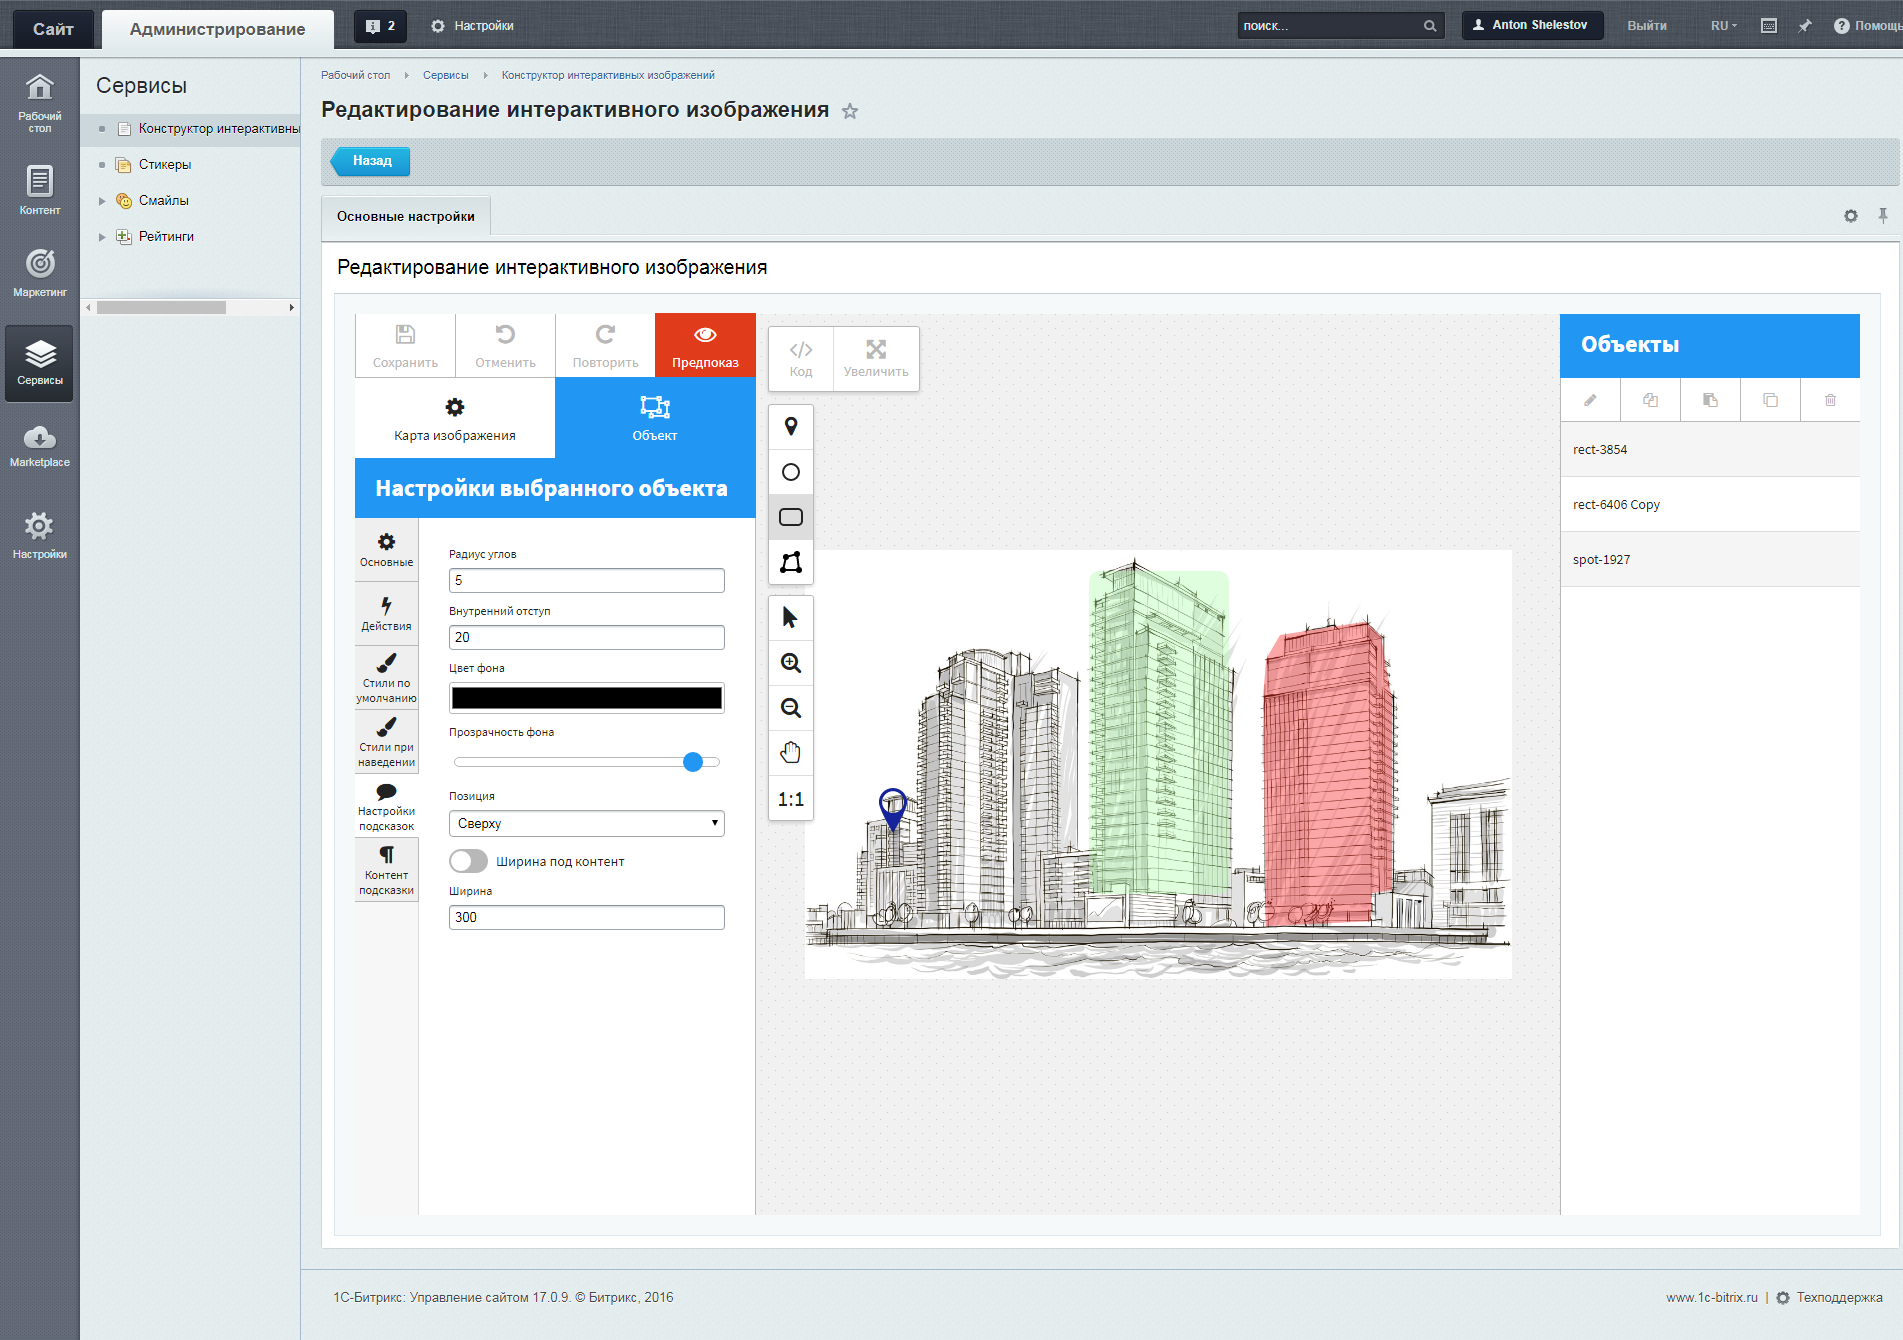 Сайт
Администрирование
2
Настройки
поиск...
Anton Shelestov
Выйти
RU
Помощь
Рабочий стол
Контент
Маркетинг
Сервисы
Marketplace
Настройки
Сервисы
Конструктор интерактивны
Стикеры
Смайлы
Рейтинги
Рабочий стол
Сервисы
Конструктор интерактивных изображений
Редактирование интерактивного изображения
Назад
Основные настройки
Редактирование интерактивного изображения
Сохранить
Отменить
Повторить
Предпоказ
Карта изображения
Объект
Настройки выбранного объекта
Основные
Действия
Стили по
умолчанию
Стили при
наведении
Настройки
подсказок
Контент
подсказки
Радиус углов
5
Внутренний отступ
20
Цвет фона
Прозрачность фона
Позиция
Сверху
Ширина под контент
Ширина
300
Код
Увеличить
1:1
Объекты
rect-3854
rect-6406 Copy
spot-1927
1С-Битрикс: Управление сайтом 17.0.9. © Битрикс, 2016
www.1c-bitrix.ru | Техподдержка